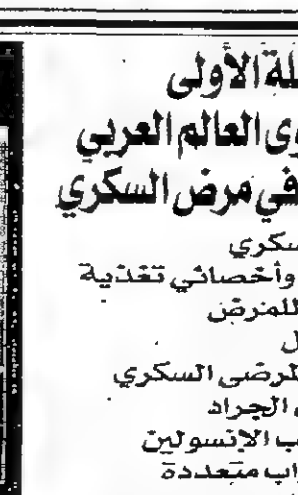 لة الأولى
وى العالم العربي
في مرض السكري
سكري
وأخصائي تغذية
للمرض
ل
لمرضى السكري
الجراد
ب الإنسولين
اب متعددة